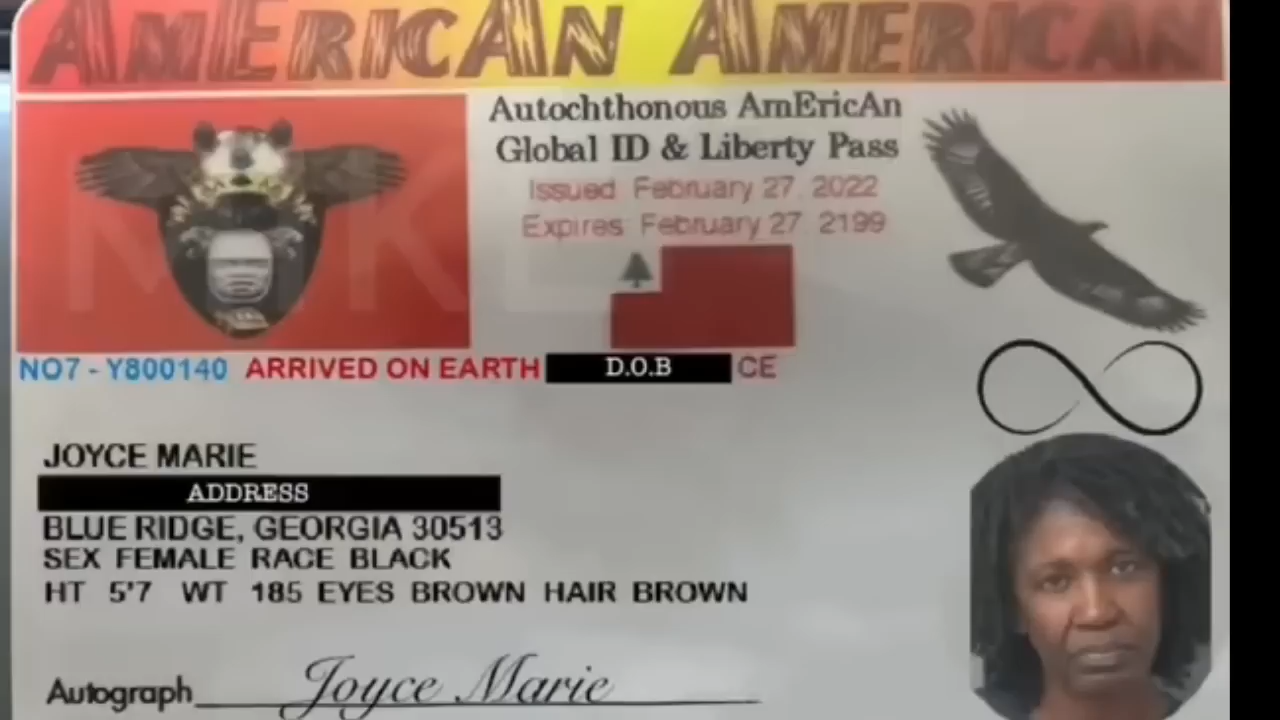 AmEricAn American
Autochthonous AmEricAn
Global ID & Liberty Pass
Issued February 27, 2022
Expires February 27 2199
NO7 - Y800140 ARRIVED ON EARTH D.O.B CE
JOYCE MARIE
ADDRESS
BLUE RIDGE, GEORGIA 30513
SEX FEMALE RACE BLACK
HT 5'7 WT 185 EYES BROWN HAIR BROWN
Autograph Joyce Marie